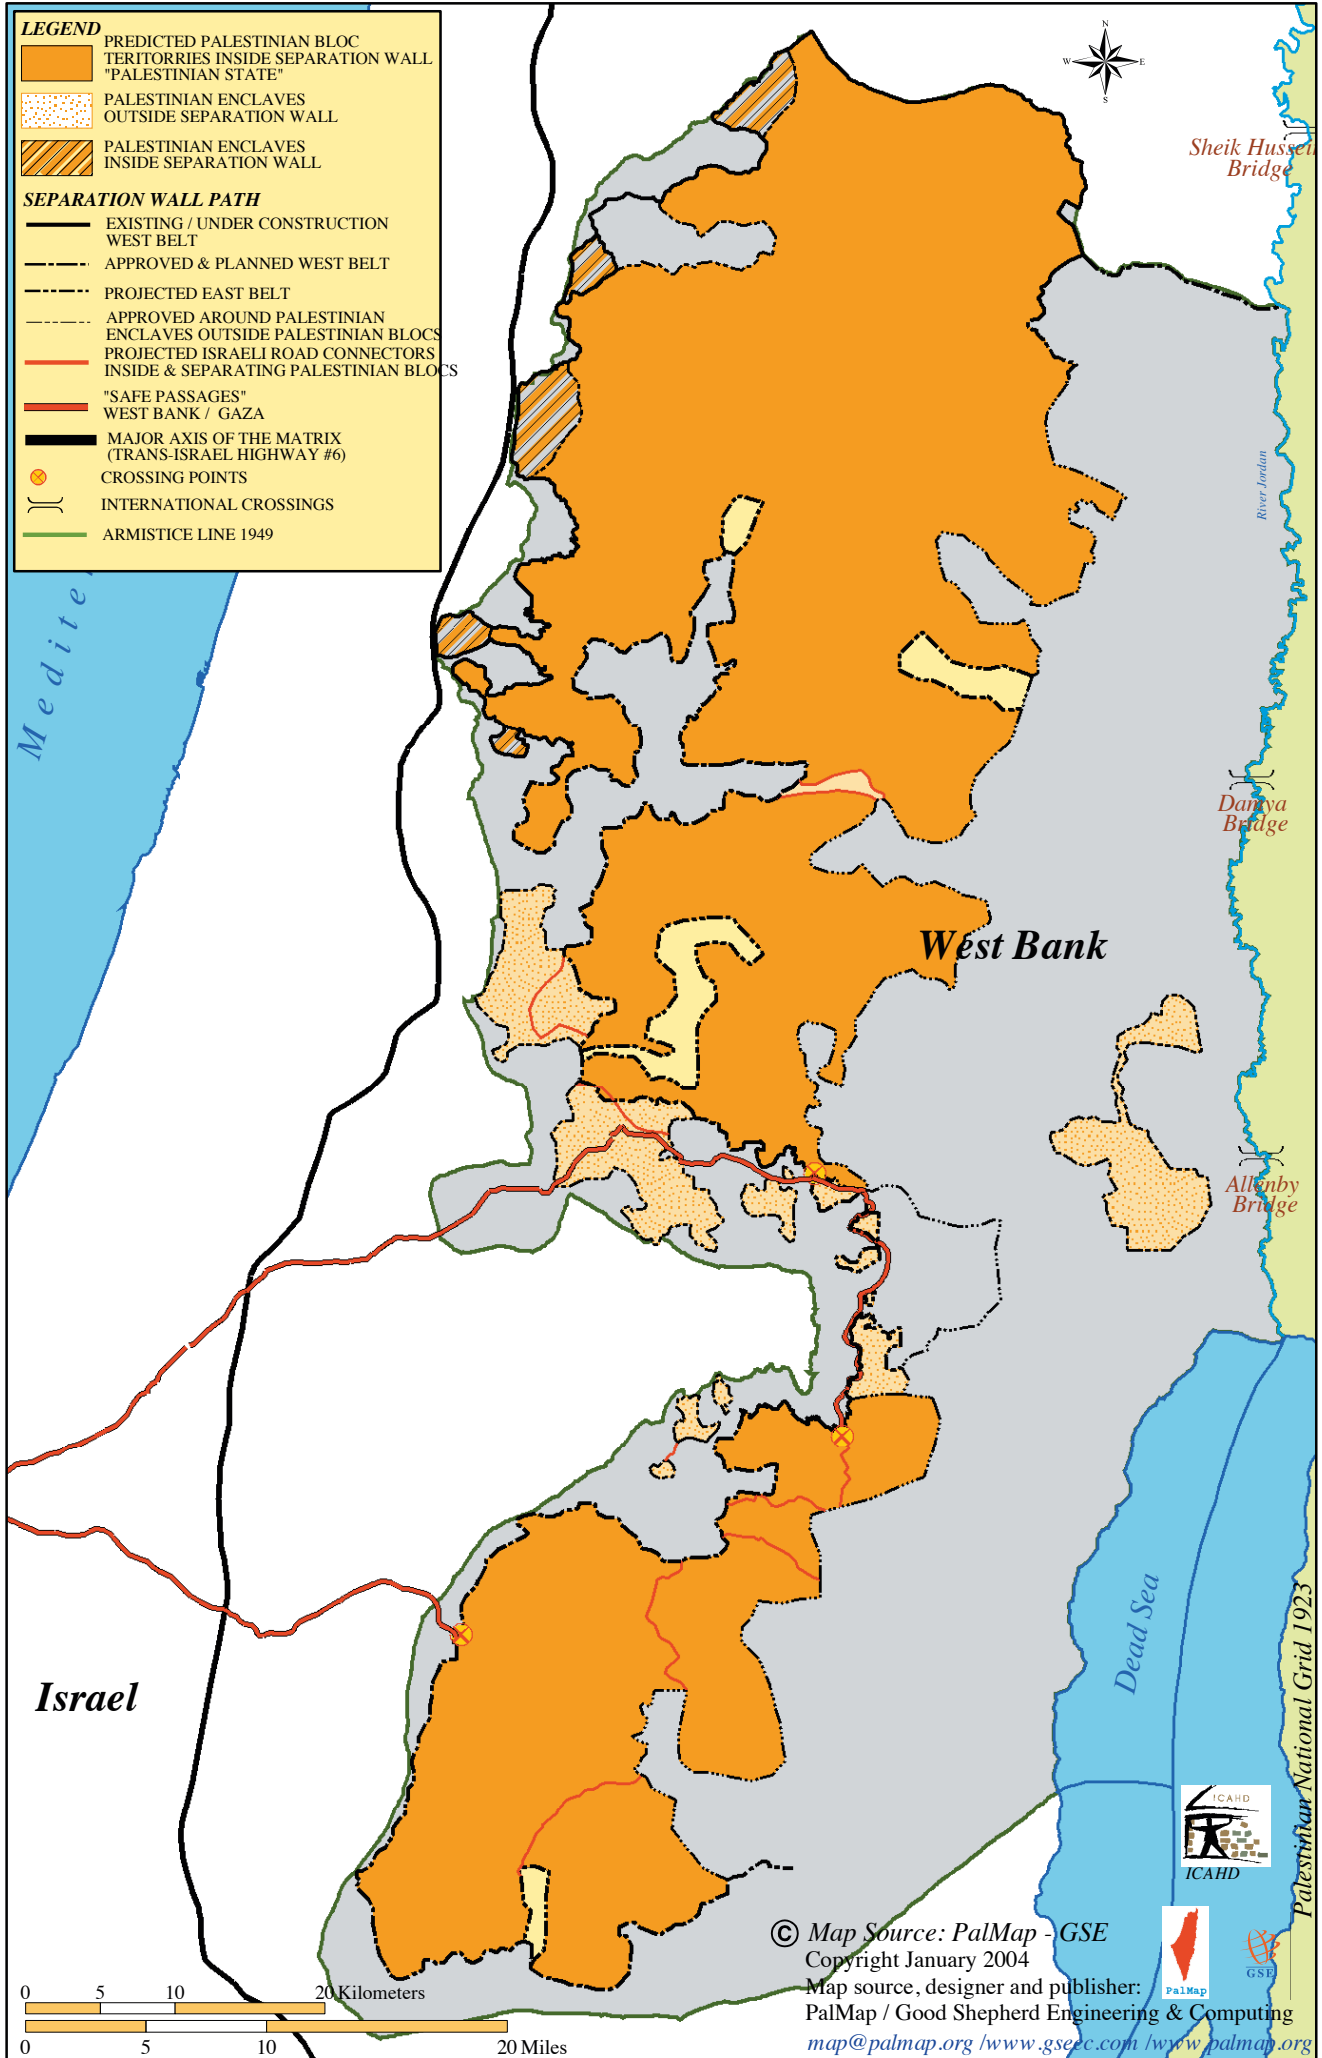 LEGEND
PREDICTED PALESTINIAN BLOC
TERITORRIES INSIDE SEPARATION WALL
"PALESTINIAN STATE"
PALESTINIAN ENCLAVES
OUTSIDE SEPARATION WALL
PALESTINIAN ENCLAVES
INSIDE SEPARATION WALL
SEPARATION WALL PATH
EXISTING / UNDER CONSTRUCTION
WEST BELT
APPROVED & PLANNED WEST BELT
PROJECTED EAST BELT
APPROVED AROUND PALESTINIAN
ENCLAVES OUTSIDE PALESTINIAN BLOCS
PROJECTED ISRAELI ROAD CONNECTORS
INSIDE & SEPARATING PALESTINIAN BLOCS
"SAFE PASSAGES"
WEST BANK / GAZA
MAJOR AXIS OF THE MATRIX
(TRANS-ISRAEL HIGHWAY #6)
CROSSING POINTS
INTERNATIONAL CROSSINGS
ARMISTICE LINE 1949
N
W E
S
Sheik Hussein
Bridge
River Jordan
Medite
Damya
Bridge
West Bank
Allenby
Bridge
Dead Sea
Israel
Palestinian National Grid 1923
ICAHD
ICAHD
© Map Source: PalMap - GSE
Copyright January 2004
Map source, designer and publisher:
PalMap / Good Shepherd Engineering & Computing
map@palmap.org /www.gseec.com /www.palmap.org
PalMap
GSE
0 5 10 20 Kilometers
0 5 10 20 Miles